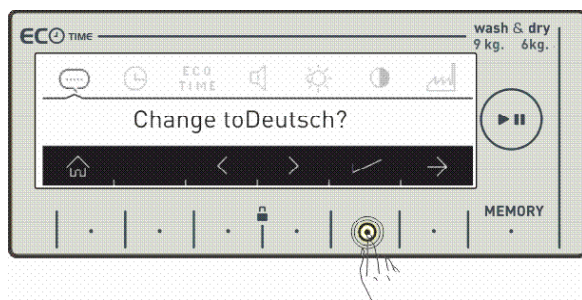 ECO TIME
wash & dry
9 kg. 6kg.
ECO
TIME
Change toDeutsch?
MEMORY